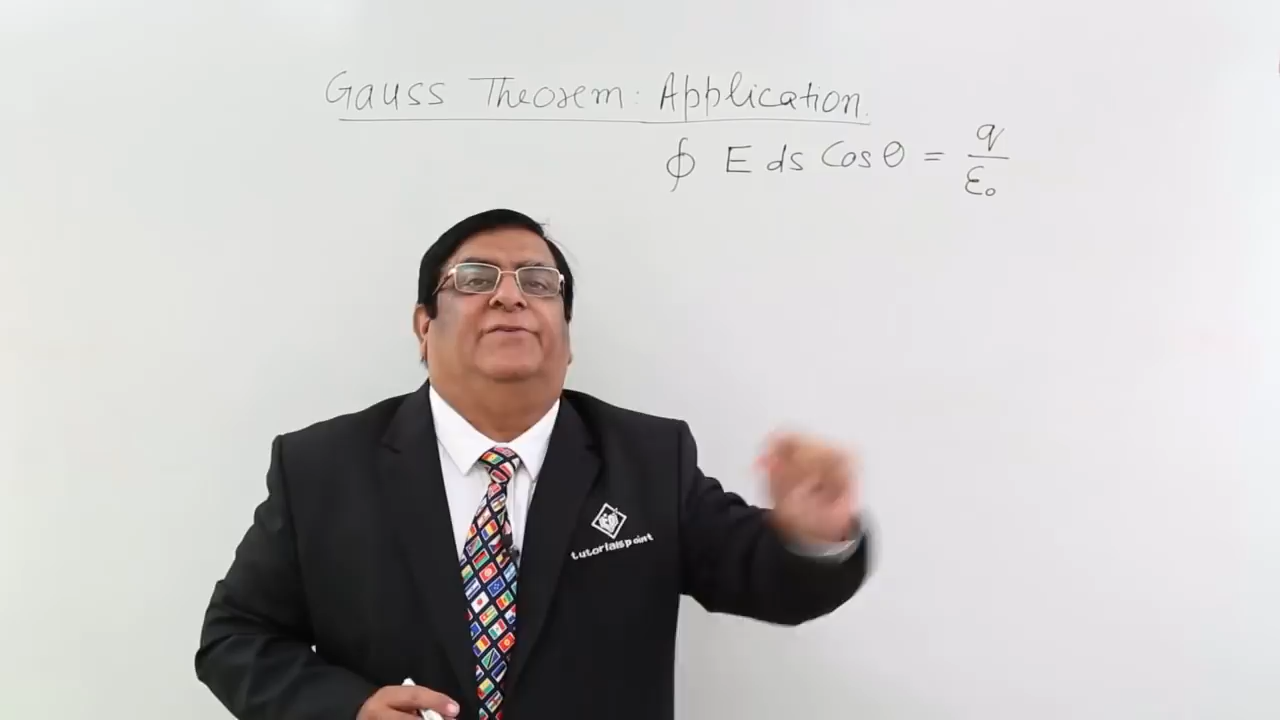 Gauss Theorem: Application.
∮ E ds Cos θ = q/ε₀
tutorialspoint